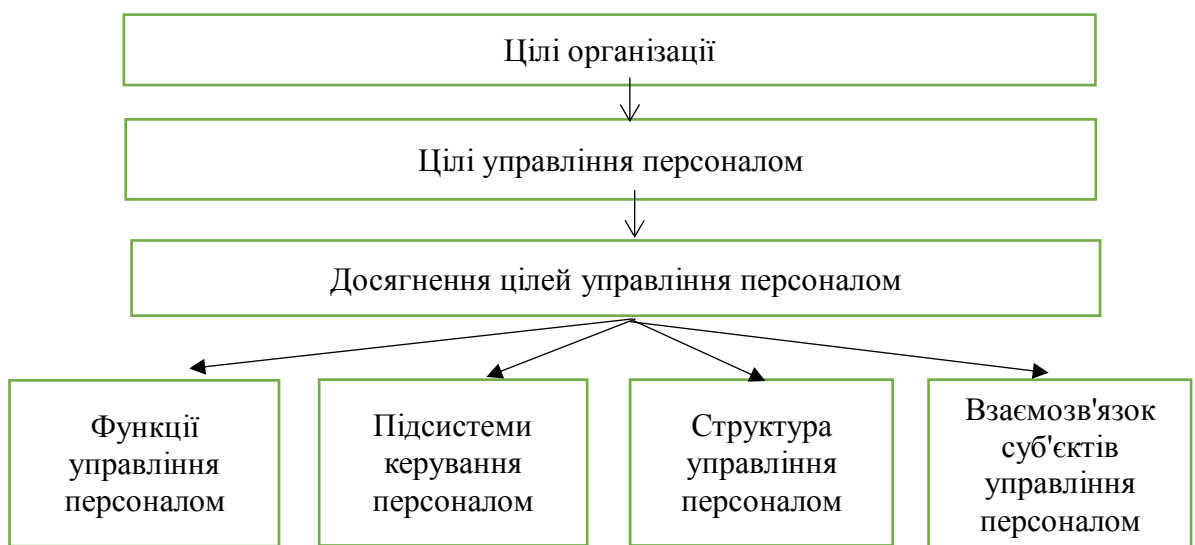 Цілі організації
Цілі управління персоналом
Досягнення цілей управління персоналом
Функції
управління
персоналом
Підсистеми
керування
персоналом
Структура
управління
персоналом
Взаємозв'язок
суб'єктів
управління
персоналом